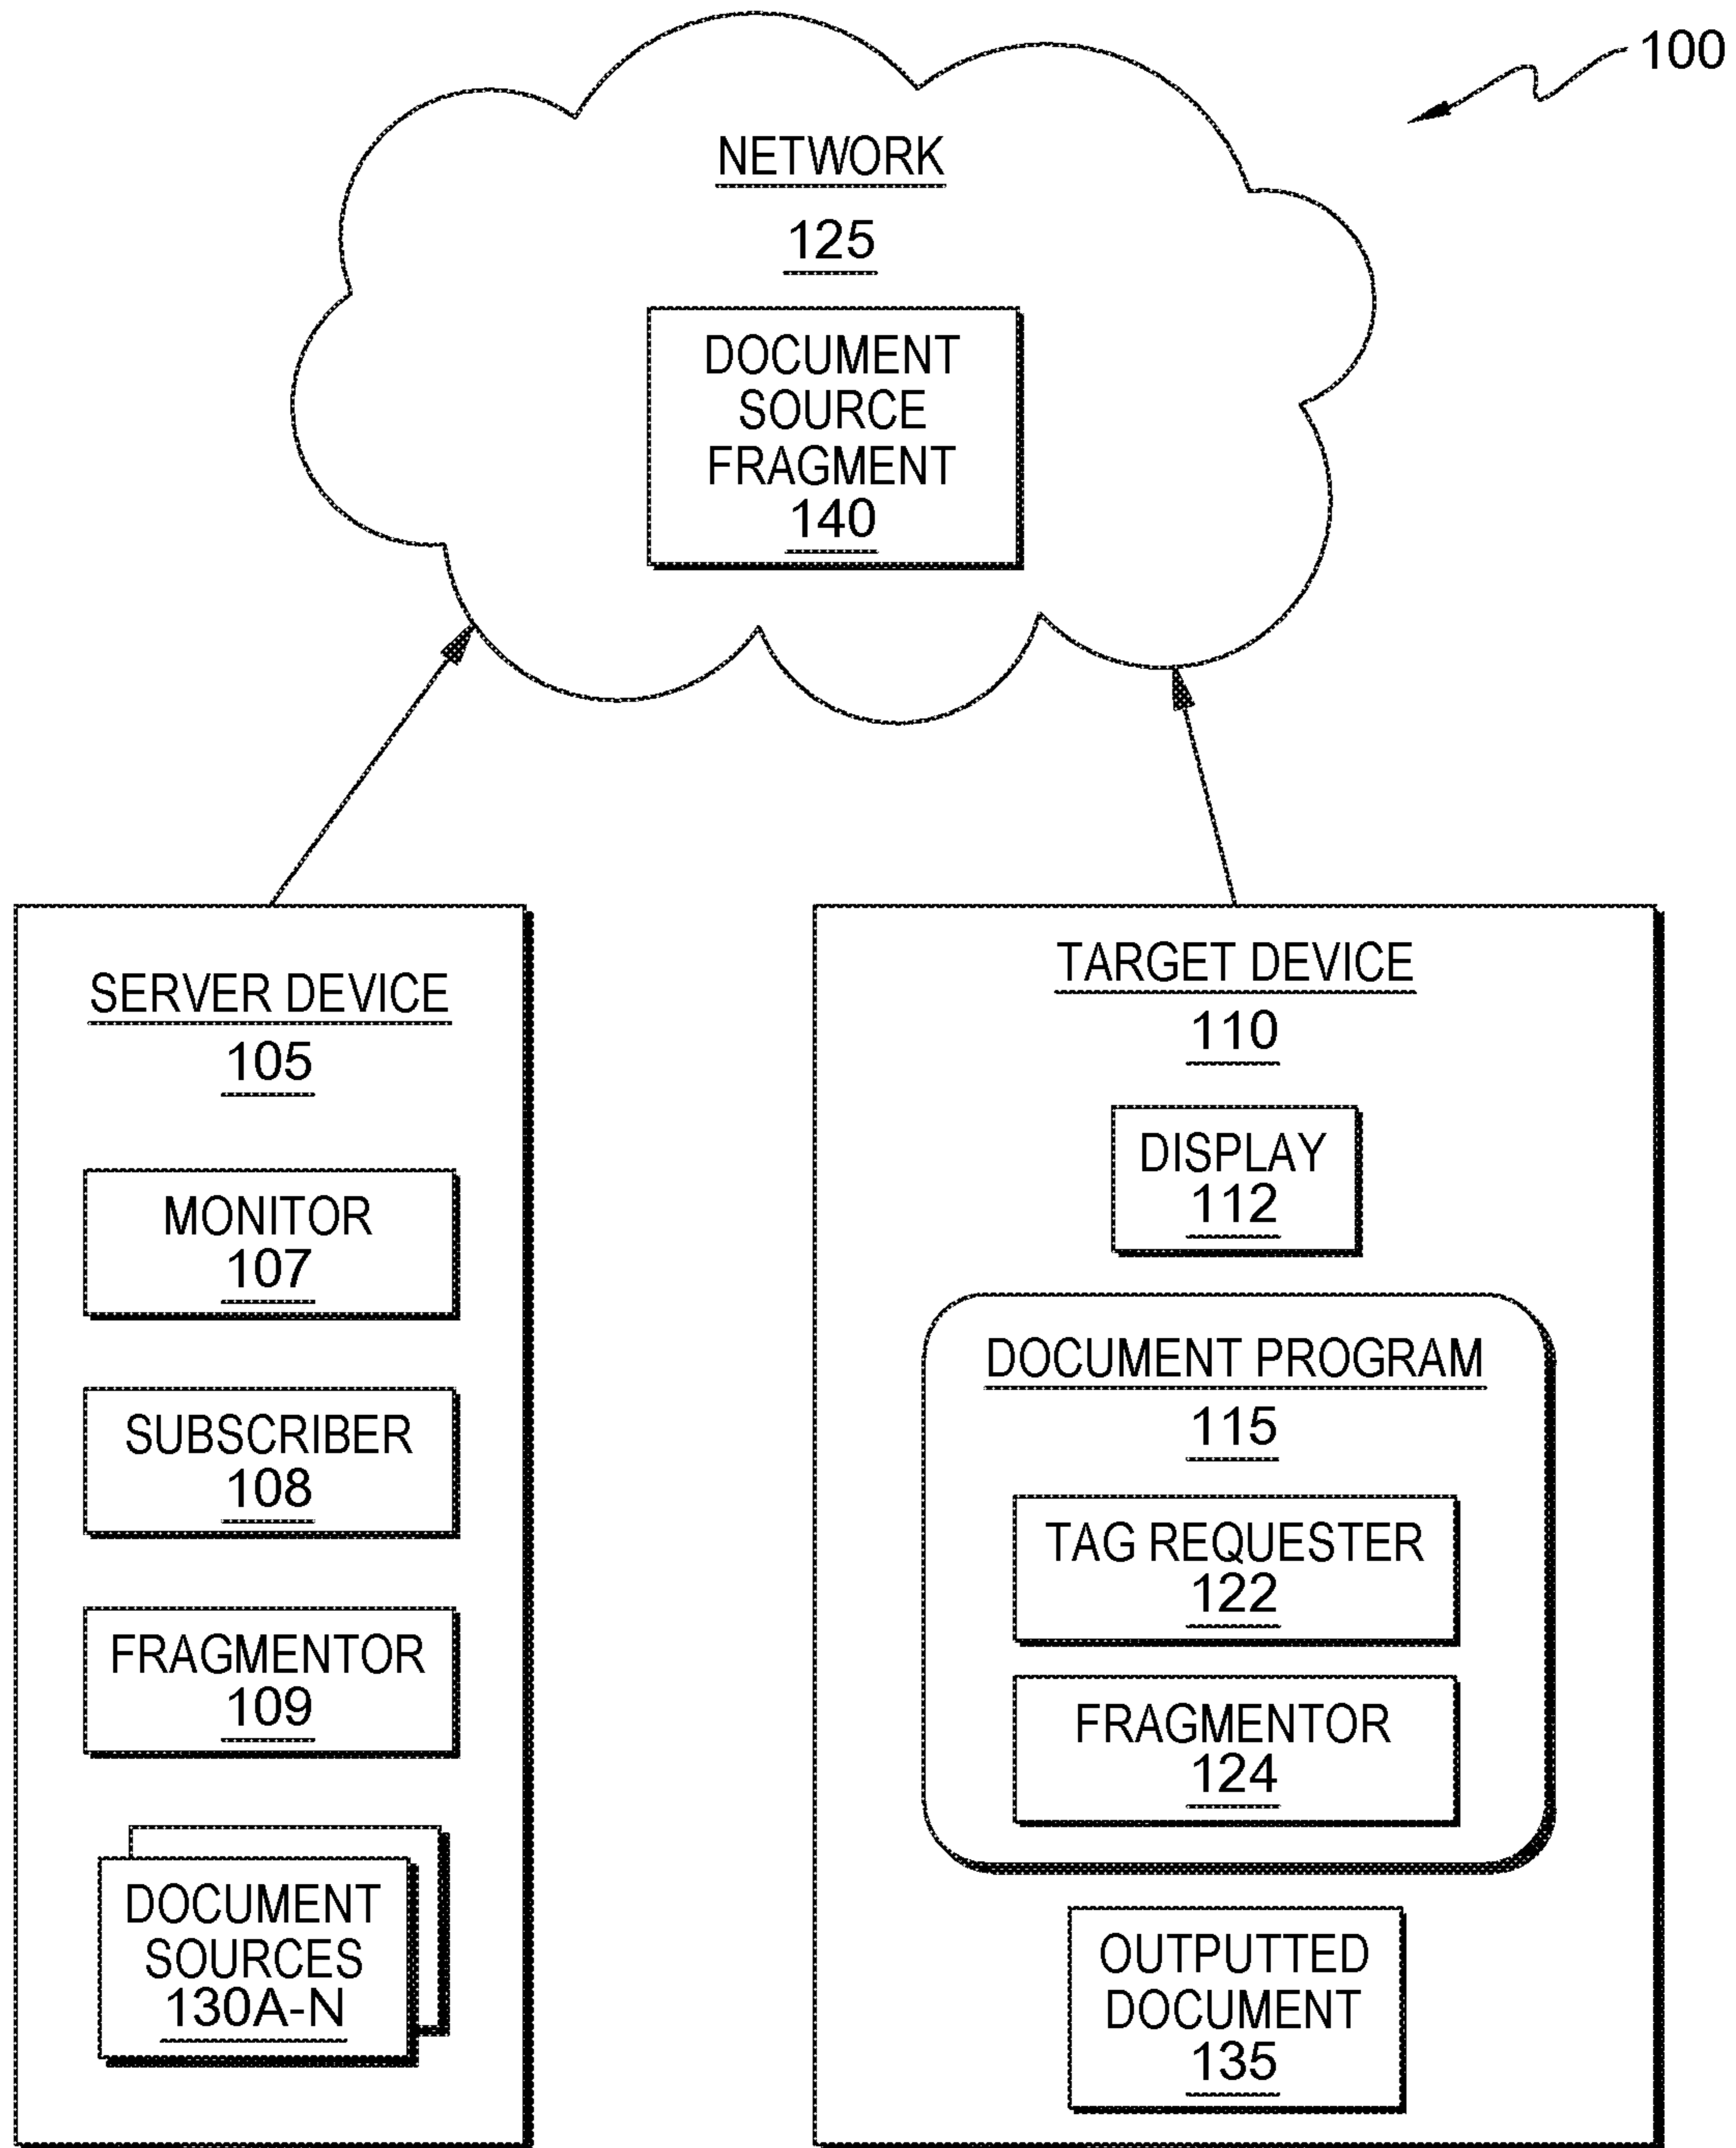 100
NETWORK
125
DOCUMENT
SOURCE
FRAGMENT
140
SERVER DEVICE
105
MONITOR
107
SUBSCRIBER
108
FRAGMENTOR
109
DOCUMENT
SOURCES
130A-N
TARGET DEVICE
110
DISPLAY
112
DOCUMENT PROGRAM
115
TAG REQUESTER
122
FRAGMENTOR
124
OUTPUTTED
DOCUMENT
135